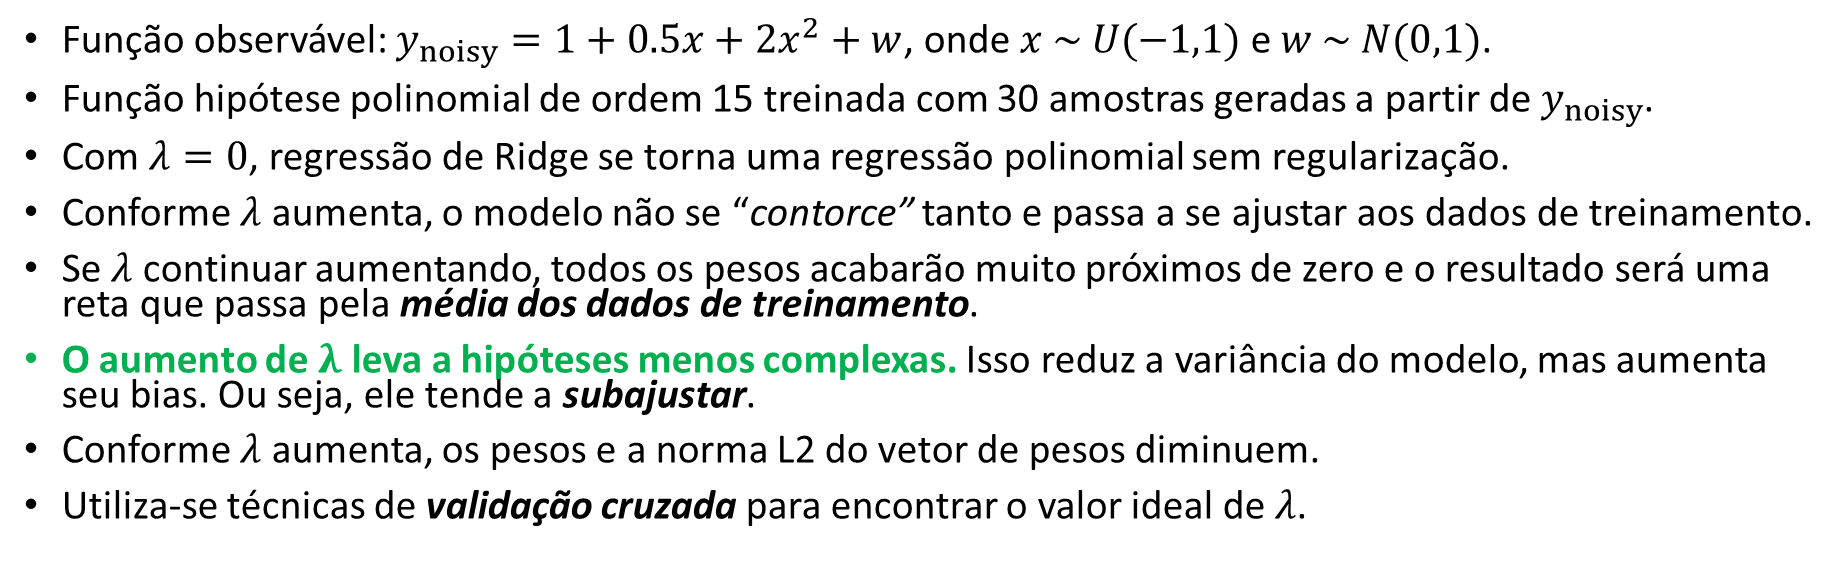 • Função observável: y_noisy = 1 + 0.5x + 2x² + w, onde x ~ U(−1,1) e w ~ N(0,1).
• Função hipótese polinomial de ordem 15 treinada com 30 amostras geradas a partir de y_noisy.
• Com λ = 0, regressão de Ridge se torna uma regressão polinomial sem regularização.
• Conforme λ aumenta, o modelo não se “contorce” tanto e passa a se ajustar aos dados de treinamento.
• Se λ continuar aumentando, todos os pesos acabarão muito próximos de zero e o resultado será uma
reta que passa pela média dos dados de treinamento.
• O aumento de λ leva a hipóteses menos complexas. Isso reduz a variância do modelo, mas aumenta
seu bias. Ou seja, ele tende a subajustar.
• Conforme λ aumenta, os pesos e a norma L2 do vetor de pesos diminuem.
• Utiliza-se técnicas de validação cruzada para encontrar o valor ideal de λ.